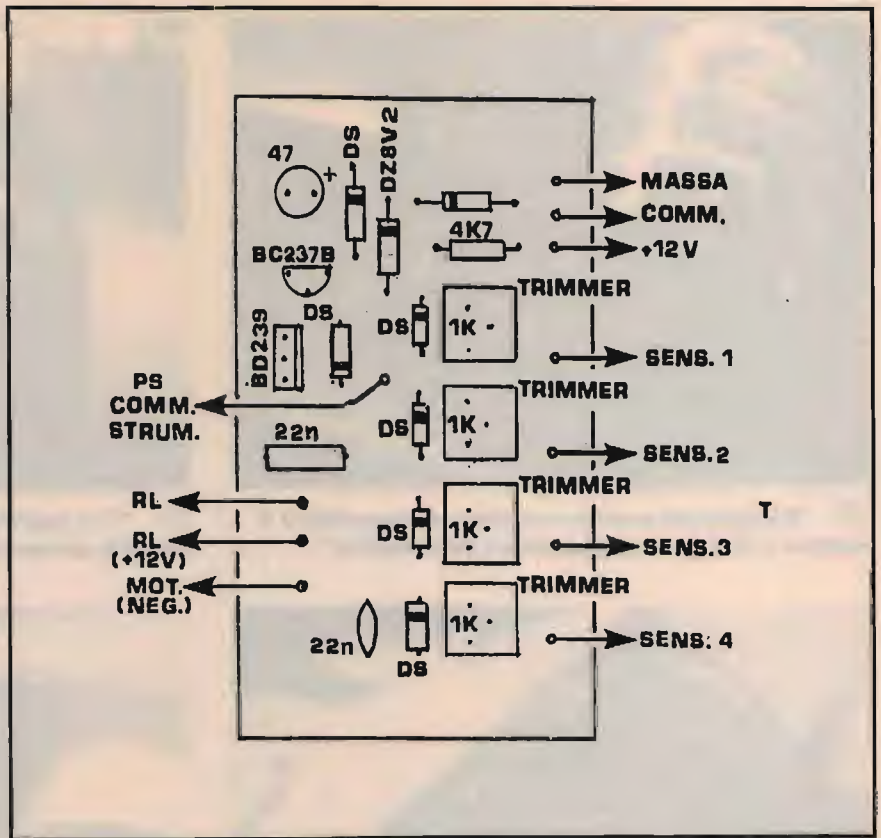 DS
DZ8V2
47
+
MASSA
COMM.
4K7
+12V
BC237B
TRIMMER
DS
DS
1K
BD239
SENS. 1
PS
COMM.
STRUM.
TRIMMER
22n
DS
1K
SENS. 2
TRIMMER
RL
DS
1K
T
RL
(+12V)
SENS. 3
MOT.
(NEG.)
TRIMMER
22n
DS
1K
SENS. 4